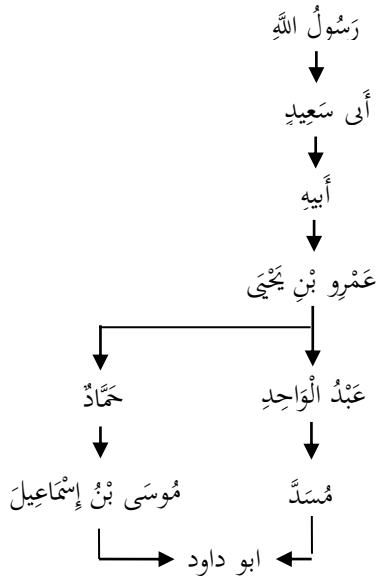 رَسُولُ اللَّهِ
أَبِى سَعِيدٍ
أَبِيهِ
عَمْرِو بْنِ يَحْيَى
عَبْدُ الْوَاحِدِ
حَمَّادٌ
مُسَدَّ
مُوسَى بْنُ إِسْمَاعِيلَ
ابو داود